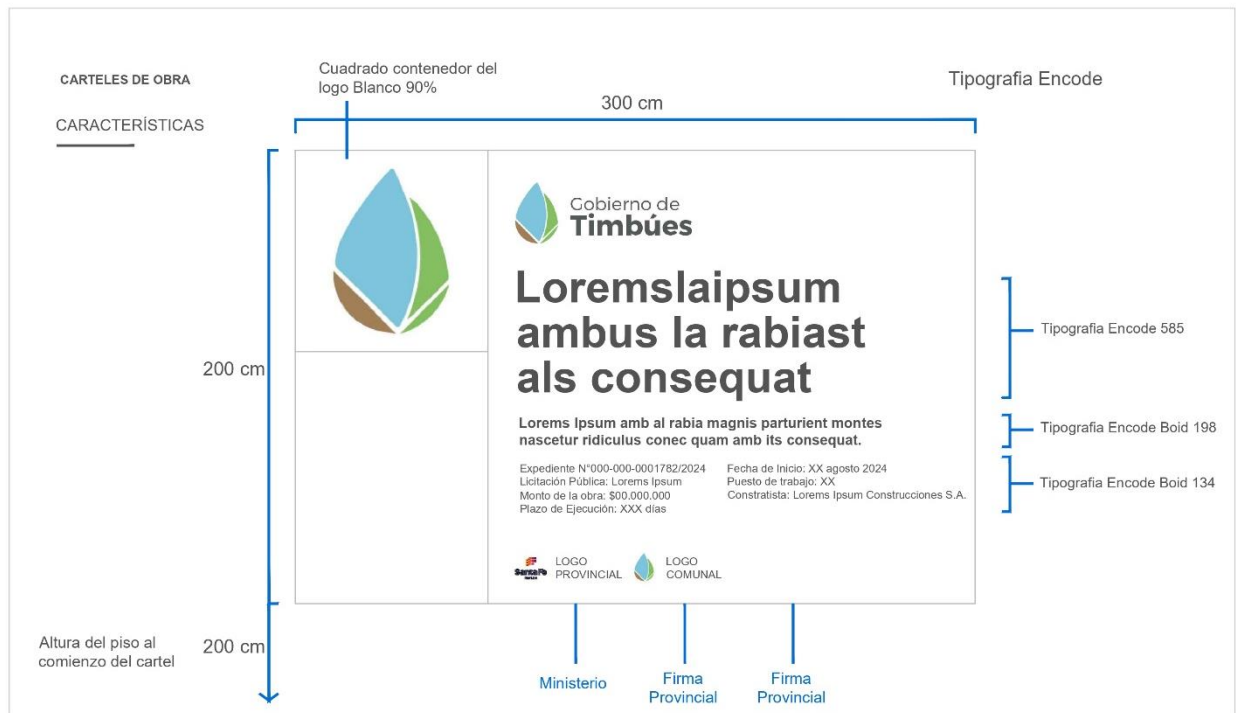 CARTELES DE OBRA
CARACTERÍSTICAS
Cuadrado contenedor del
logo Blanco 90%
300 cm
Tipografia Encode
Gobierno de
Timbúes
Loremslaipsum
ambus la rabiast
als consequat
Tipografia Encode 585
200 cm
Lorems Ipsum amb al rabia magnis parturient montes
nascetur ridiculus conec quam amb its consequat.
Tipografia Encode Boid 198
Expediente N°000-000-0001782/2024
Licitación Pública: Lorems Ipsum
Monto de la obra: $00.000.000
Plazo de Ejecución: XXX días
Fecha de Inicio: XX agosto 2024
Puesto de trabajo: XX
Constratista: Lorems Ipsum Construcciones S.A.
Tipografia Encode Boid 134
Santa Fe
LOGO
PROVINCIAL
LOGO
COMUNAL
Altura del piso al
comienzo del cartel
200 cm
Ministerio
Firma
Provincial
Firma
Provincial